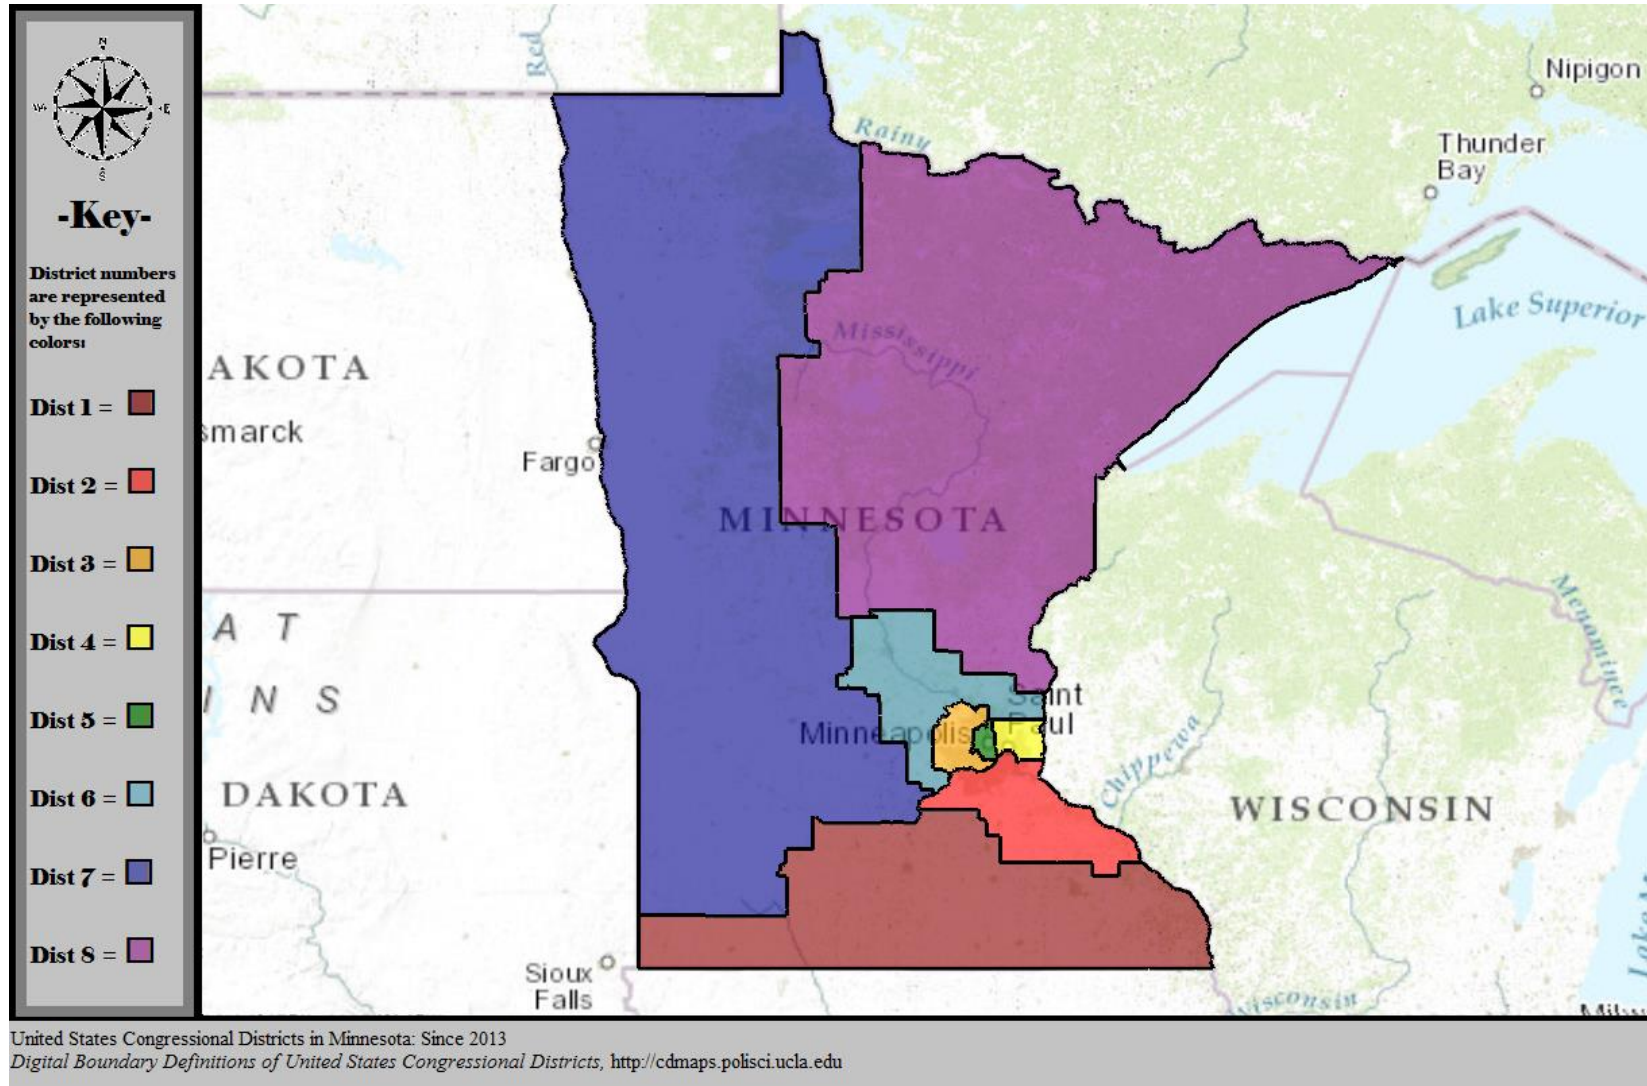 N
E
S
-Key-
District numbers
are represented
by the following
colors:
Dist 1 =
Dist 2 =
Dist 3 =
Dist 4 =
Dist 5 =
Dist 6 =
Dist 7 =
Dist 8 =
Red
Nipigon
Rainy
Thunder
Bay
Lake Superior
AKOTA
Mississippi
smarck
Fargo
MINNESOTA
A T
Menominee
I N S
Saint
Paul
Minneapolis
Chippewa
DAKOTA
WISCONSIN
Pierre
Sioux
Falls
Wisconsin
Lake M
Milw
United States Congressional Districts in Minnesota: Since 2013
Digital Boundary Definitions of United States Congressional Districts, http://cdmaps.polisci.ucla.edu